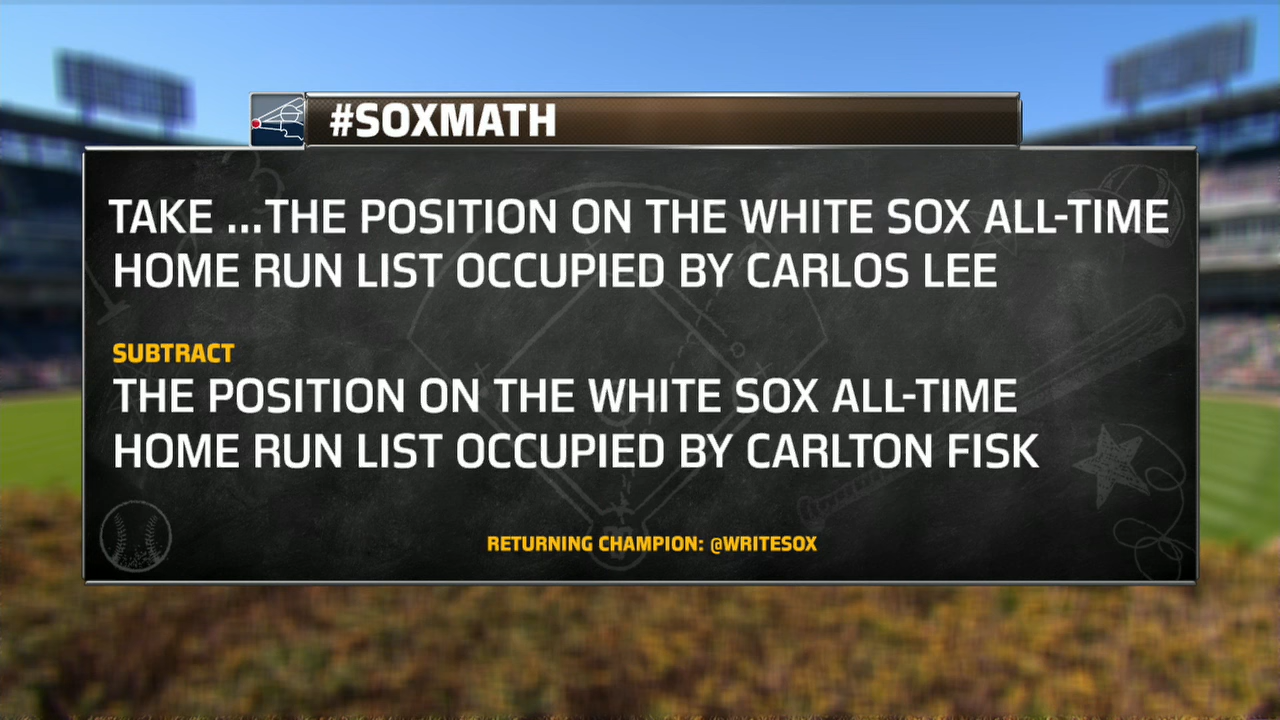 #SOXMATH
TAKE ...THE POSITION ON THE WHITE SOX ALL-TIME
HOME RUN LIST OCCUPIED BY CARLOS LEE
SUBTRACT
THE POSITION ON THE WHITE SOX ALL-TIME
HOME RUN LIST OCCUPIED BY CARLTON FISK
RETURNING CHAMPION: @WRITESOX